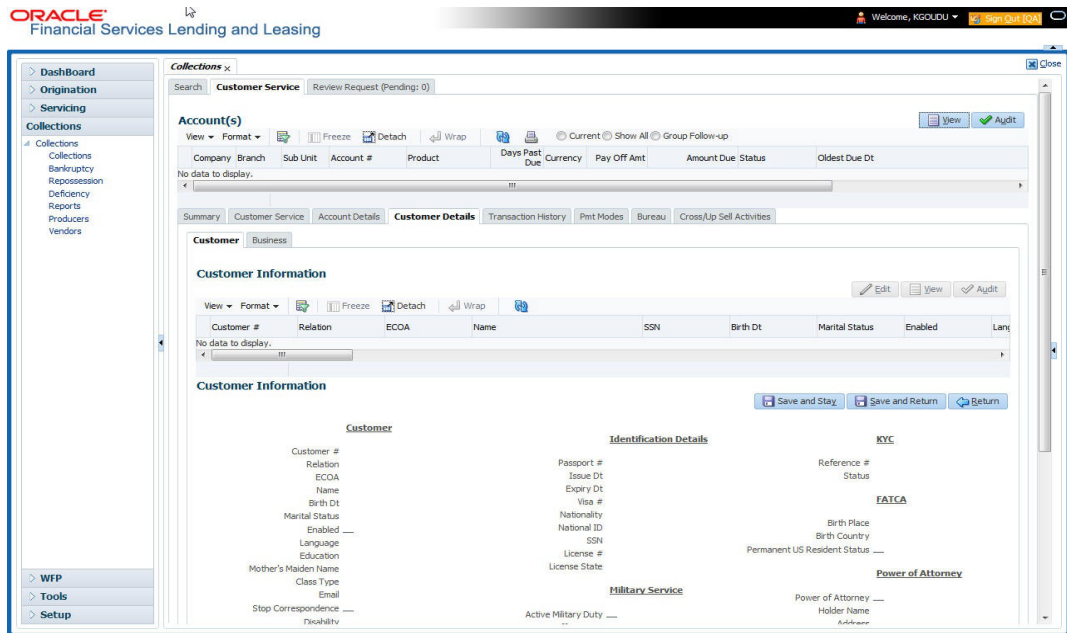 ORACLE
Financial Services Lending and Leasing
Welcome, KGOUDU
Sign Out [QA]
DashBoard
Origination
Servicing
Collections
Collections
Collections
Bankruptcy
Repossession
Deficiency
Reports
Producers
Vendors
WFP
Tools
Setup
Collections
Close
Search Customer Service Review Request (Pending: 0)
Account(s)
View Audit
View Format Freeze Detach Wrap Current Show All Group Follow-up
Company Branch Sub Unit Account # Product Days Past Due Currency Pay Off Amt Amount Due Status Oldest Due Dt
No data to display.
Summary Customer Service Account Details Customer Details Transaction History Pmt Modes Bureau Cross/Up Sell Activities
Customer Business
Customer Information
Edit View Audit
View Format Freeze Detach Wrap
Customer # Relation ECOA Name SSN Birth Dt Marital Status Enabled Lang
No data to display.
Customer Information
Save and Stay Save and Return Return
Customer
Customer #
Relation
ECOA
Name
Birth Dt
Marital Status
Enabled
Language
Education
Mother's Maiden Name
Class Type
Email
Stop Correspondence
Disability
Identification Details
Passport #
Issue Dt
Expiry Dt
Visa #
Nationality
National ID
SSN
License #
License State
Military Service
Active Military Duty
KYC
Reference #
Status
FATCA
Birth Place
Birth Country
Permanent US Resident Status
Power of Attorney
Power of Attorney
Holder Name
Address